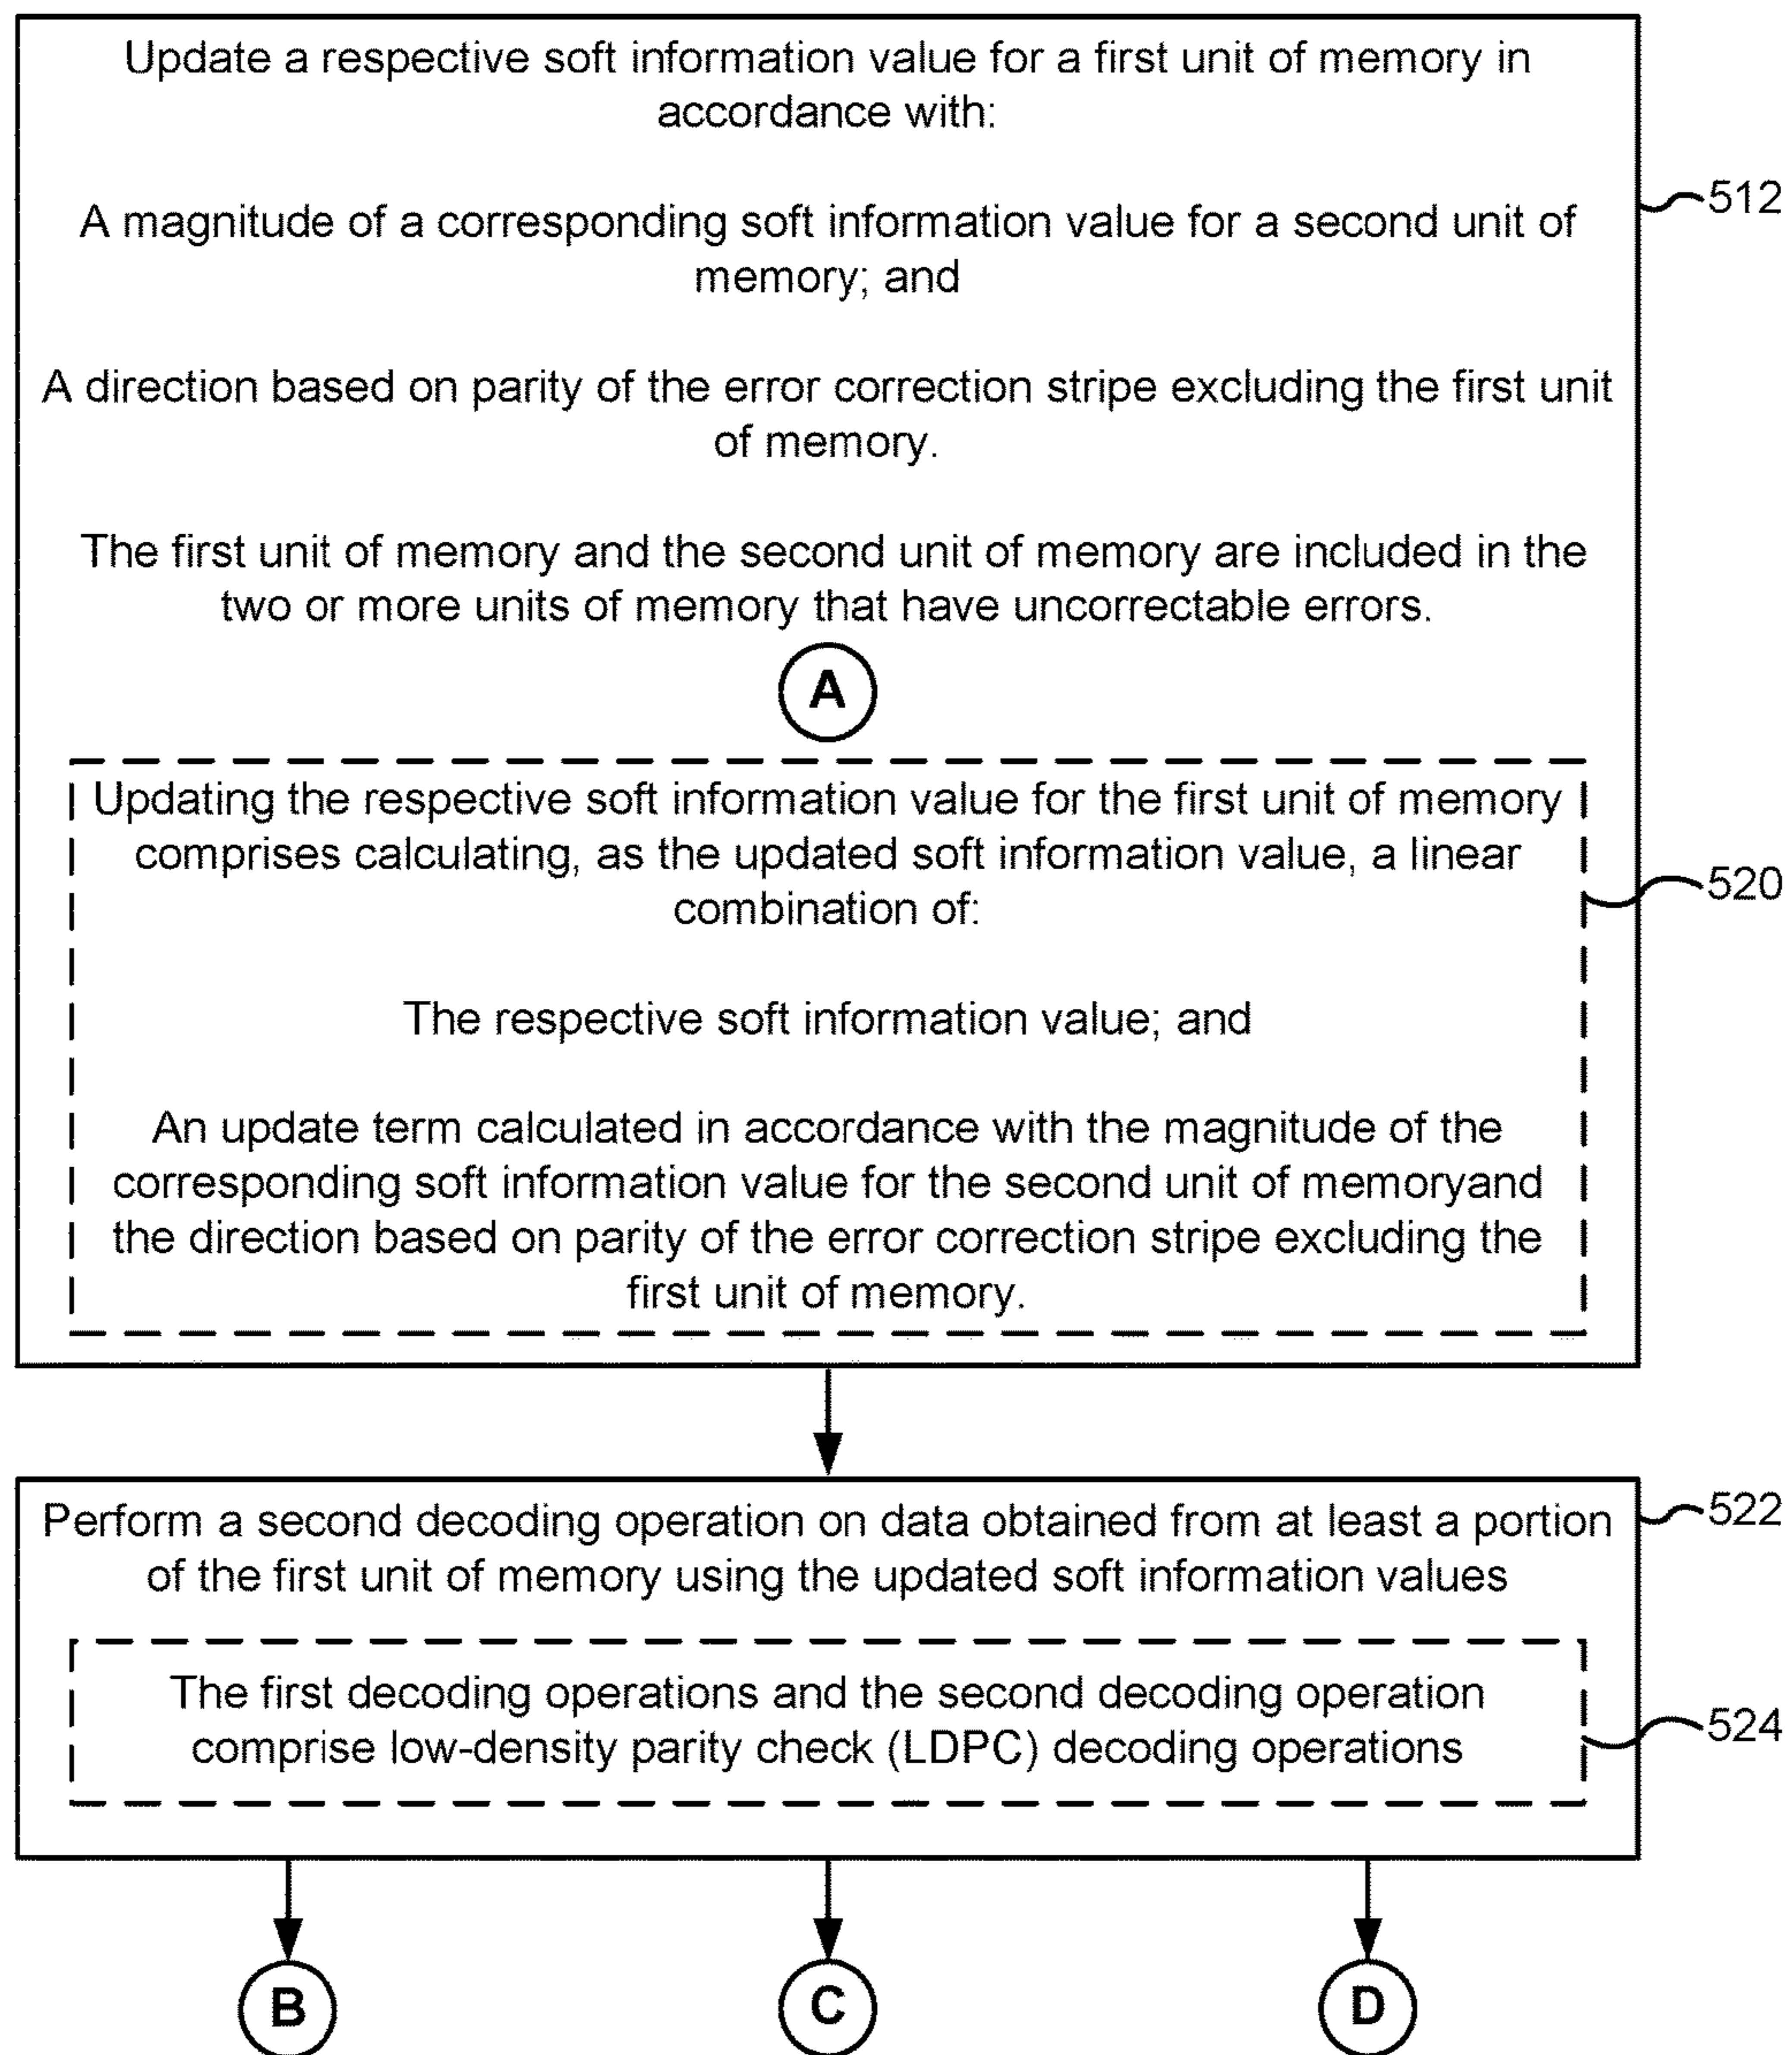 Update a respective soft information value for a first unit of memory in
accordance with:
A magnitude of a corresponding soft information value for a second unit of
memory; and
A direction based on parity of the error correction stripe excluding the first unit
of memory.
The first unit of memory and the second unit of memory are included in the
two or more units of memory that have uncorrectable errors.
512
A
Updating the respective soft information value for the first unit of memory
comprises calculating, as the updated soft information value, a linear
combination of:
The respective soft information value; and
An update term calculated in accordance with the magnitude of the
corresponding soft information value for the second unit of memoryand
the direction based on parity of the error correction stripe excluding the
first unit of memory.
520
Perform a second decoding operation on data obtained from at least a portion
of the first unit of memory using the updated soft information values
522
The first decoding operations and the second decoding operation
comprise low-density parity check (LDPC) decoding operations
524
B
C
D